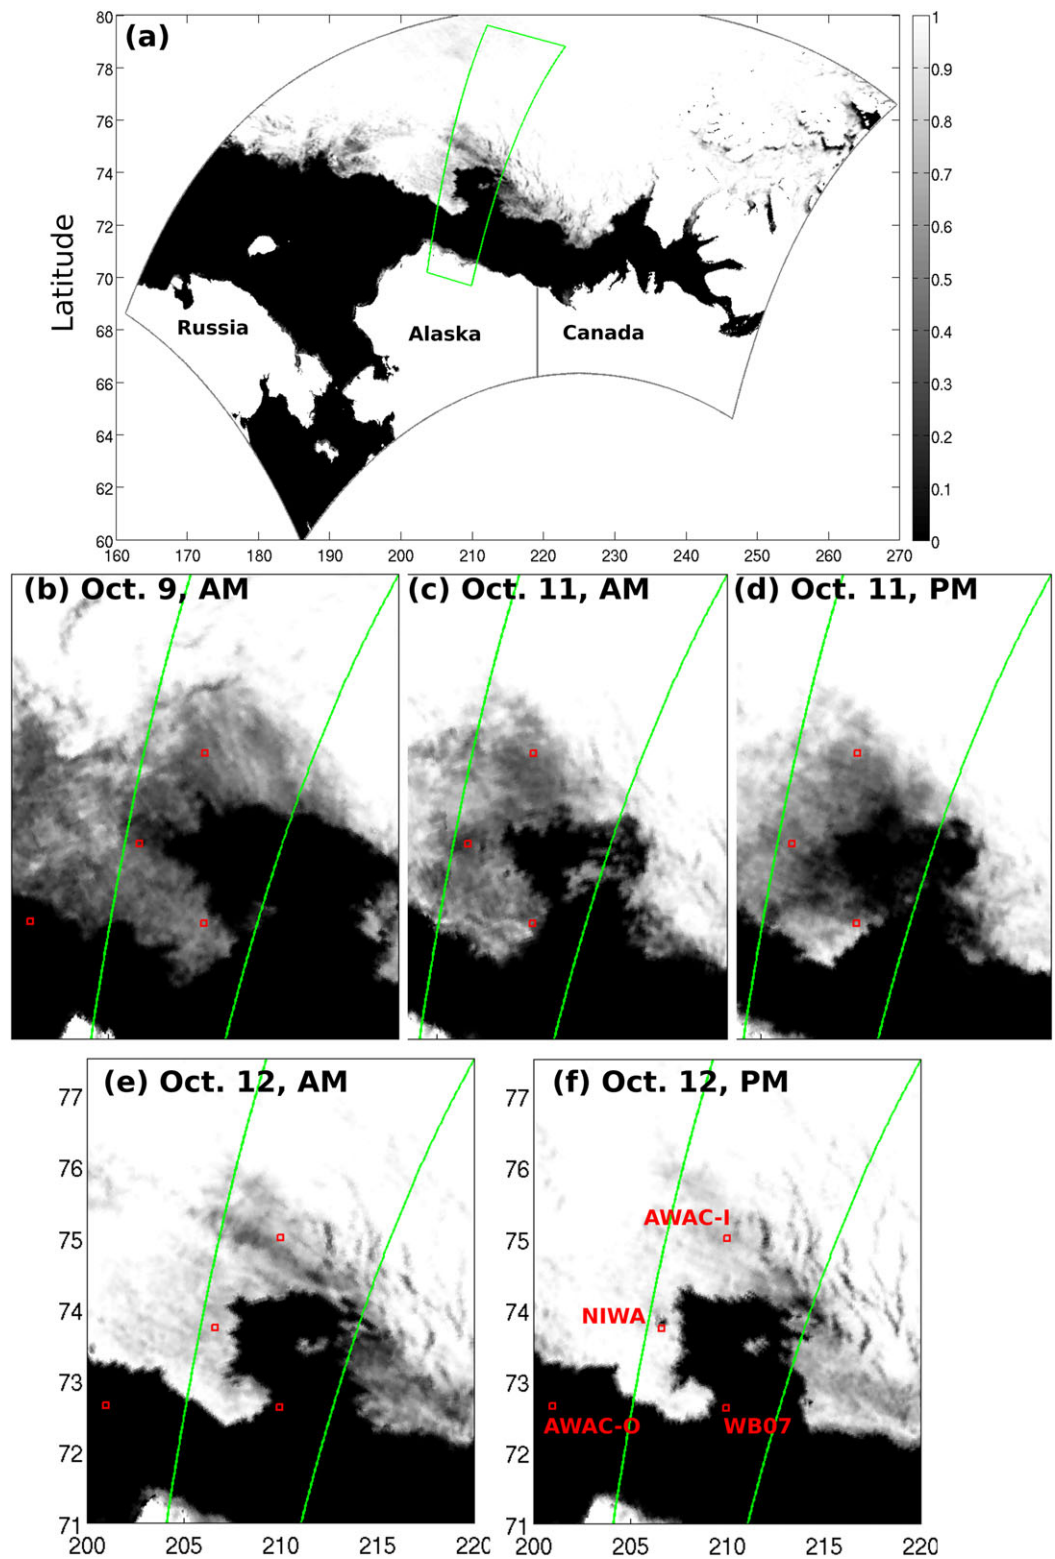 (a)
80
78
76
74
72
70
68
66
64
62
60
Latitude
Russia
Alaska
Canada
160 170 180 190 200 210 220 230 240 250 260 270
1
0.9
0.8
0.7
0.6
0.5
0.4
0.3
0.2
0.1
0
(b) Oct. 9, AM
(c) Oct. 11, AM
(d) Oct. 11, PM
(e) Oct. 12, AM
77
76
75
74
73
72
71
200 205 210 215 220
(f) Oct. 12, PM
77
76
75
74
73
72
71
AWAC-I
NIWA
AWAC-O
WB07
200 205 210 215 220